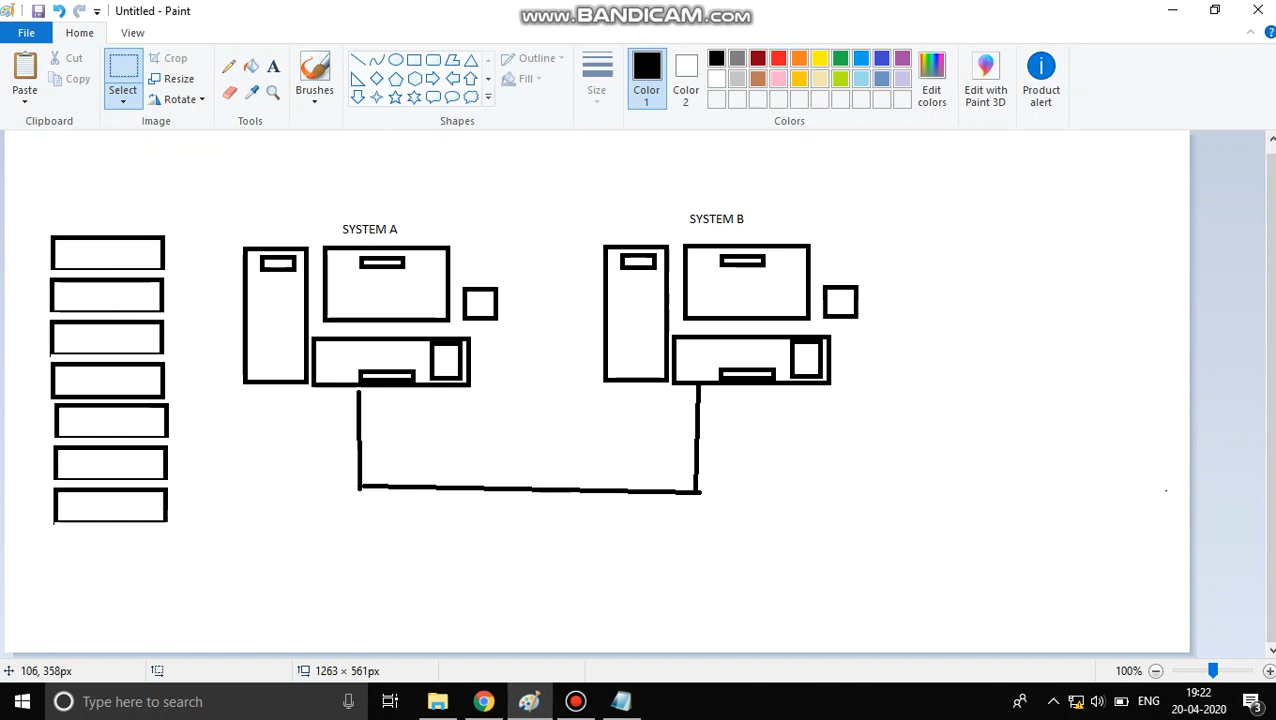 Untitled - Paint
www.BANDICAM.com
File
Home
View
Paste
Cut
Copy
Clipboard
Select
Crop
Resize
Rotate
Image
Tools
Brushes
Shapes
Outline
Fill
Size
Color
1
Color
2
Edit
colors
Colors
Edit with
Paint 3D
Product
alert
SYSTEM A
SYSTEM B
106, 358px
1263 × 561px
100%
Type here to search
ENG
19:22
20-04-2020
3